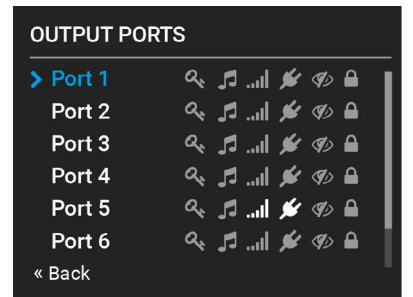 OUTPUT PORTS
Port 1
Port 2
Port 3
Port 4
Port 5
Port 6
« Back